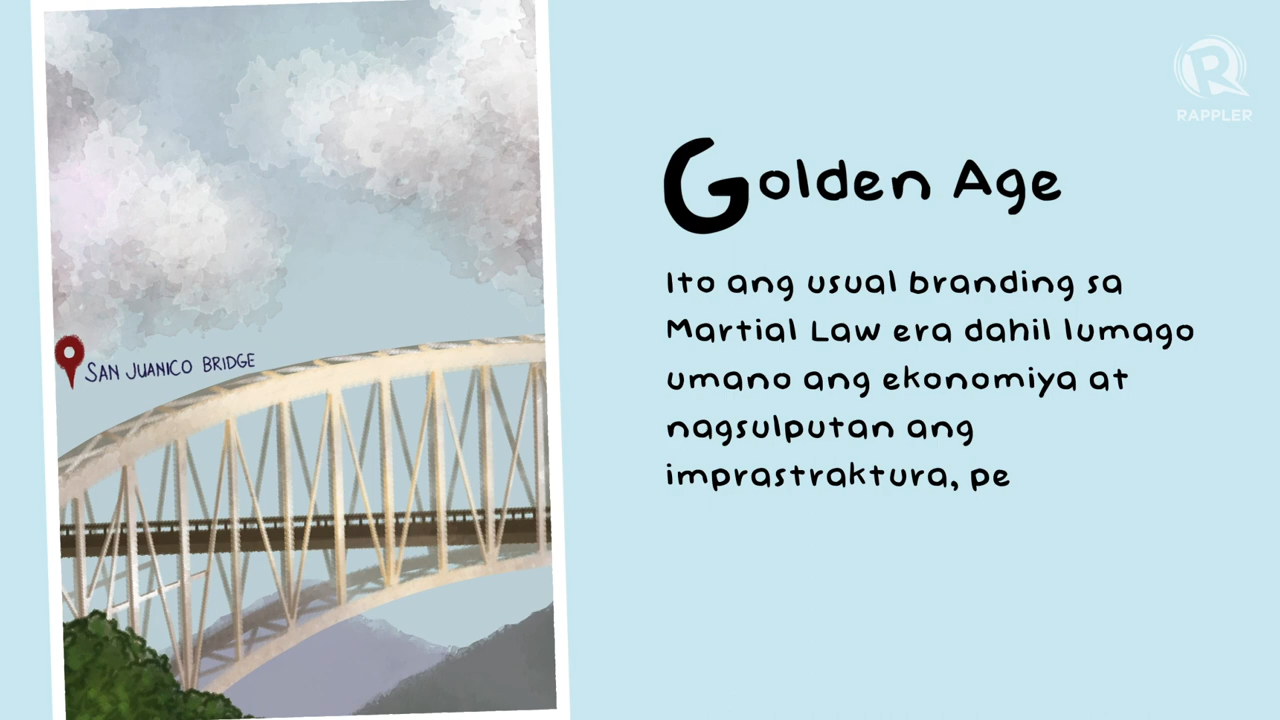 RAPPLER
Golden Age
Ito ang usual branding sa
Martial Law era dahil lumago
umano ang ekonomiya at
nagsulputan ang
imprastraktura, pe
SAN JUANICO BRIDGE